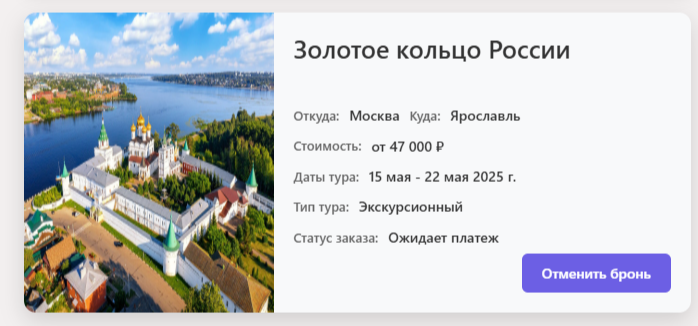 Золотое кольцо России
Откуда: Москва Куда: Ярославль
Стоимость: от 47 000 ₽
Даты тура: 15 мая - 22 мая 2025 г.
Тип тура: Экскурсионный
Статус заказа: Ожидает платеж
Отменить бронь